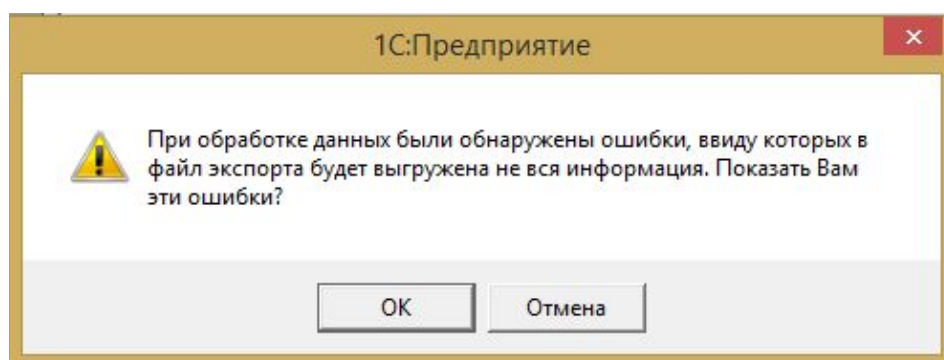 1С:Предприятие
При обработке данных были обнаружены ошибки, ввиду которых в
файл экспорта будет выгружена не вся информация. Показать Вам
эти ошибки?
ОК
Отмена